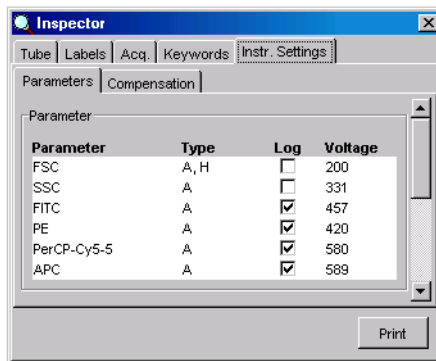 Inspector
Tube Labels Acq. Keywords Instr. Settings
Parameters Compensation
Parameter
Parameter Type Log Voltage
FSC A, H 200
SSC A 331
FITC A 457
PE A 420
PerCP-Cy5-5 A 580
APC A 589
Print